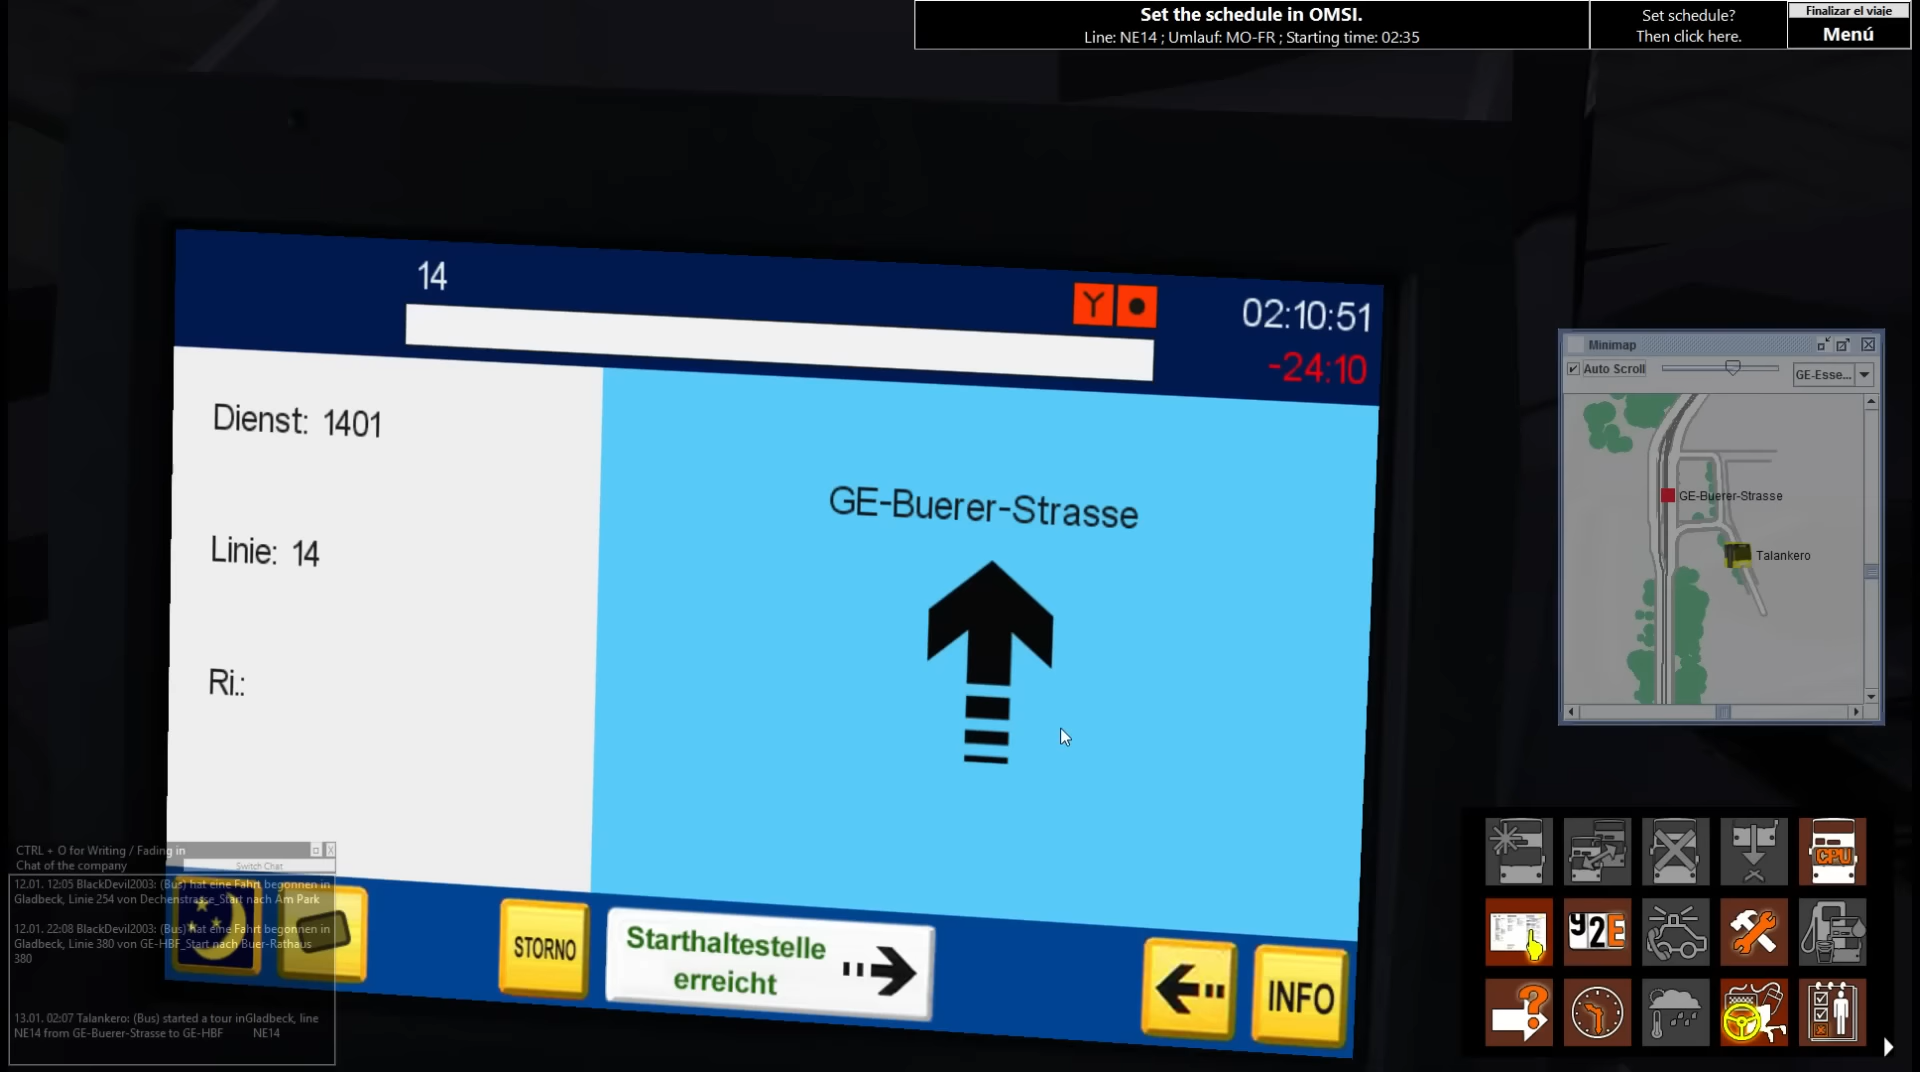 Set the schedule in OMSI.
Line: NE14 ; Umlauf: MO-FR ; Starting time: 02:35
Set schedule?
Then click here.
Finalizar el viaje
Menú
14
Y
02:10:51
-24:10
Dienst: 1401
Linie: 14
Ri.:
GE-Buerer-Strasse
STORNO
Starthaltestelle
erreicht
INFO
Minimap
Auto Scroll
GE-Esse...
GE-Buerer-Strasse
Talankero
CTRL + O for Writing / Fading in
Chat of the company
Switch Chat
12.01. 12:05 BlackDevil2003: (Bus) hat eine Fahrt begonnen in
Gladbeck, Linie 254 von Dechenstrasse_Start nach Am Park
12.01. 22:08 BlackDevil2003: (Bus) hat eine Fahrt begonnen in
Gladbeck, Linie 380 von GE-HBF_Start nach Buer-Rathaus
380
13.01. 02:07 Talankero: (Bus) started a tour inGladbeck, line
NE14 from GE-Buerer-Strasse to GE-HBF NE14
CPU
92E
?